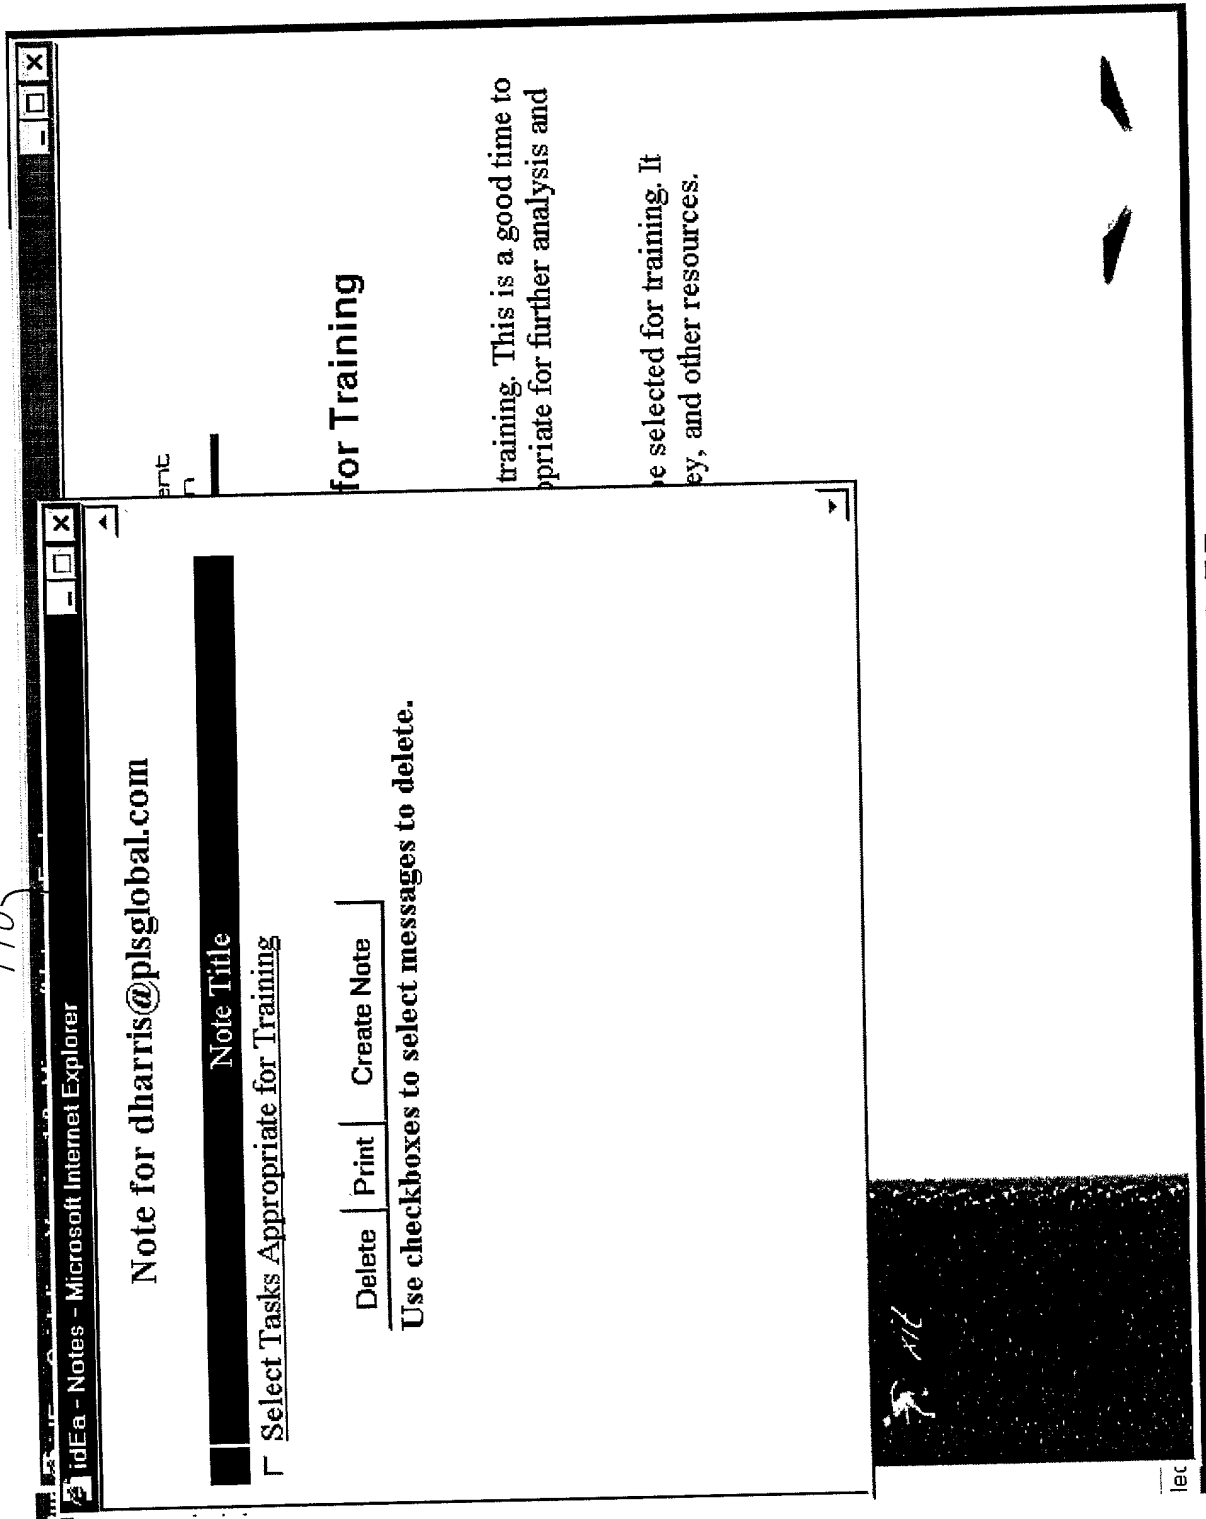 idEa - Notes - Microsoft Internet Explorer
Note for dharris@plsglobal.com
Note Title
Select Tasks Appropriate for Training
Delete Print Create Note
Use checkboxes to select messages to delete.
for Training
training. This is a good time to
for further analysis and
selected for training. It
and other resources.